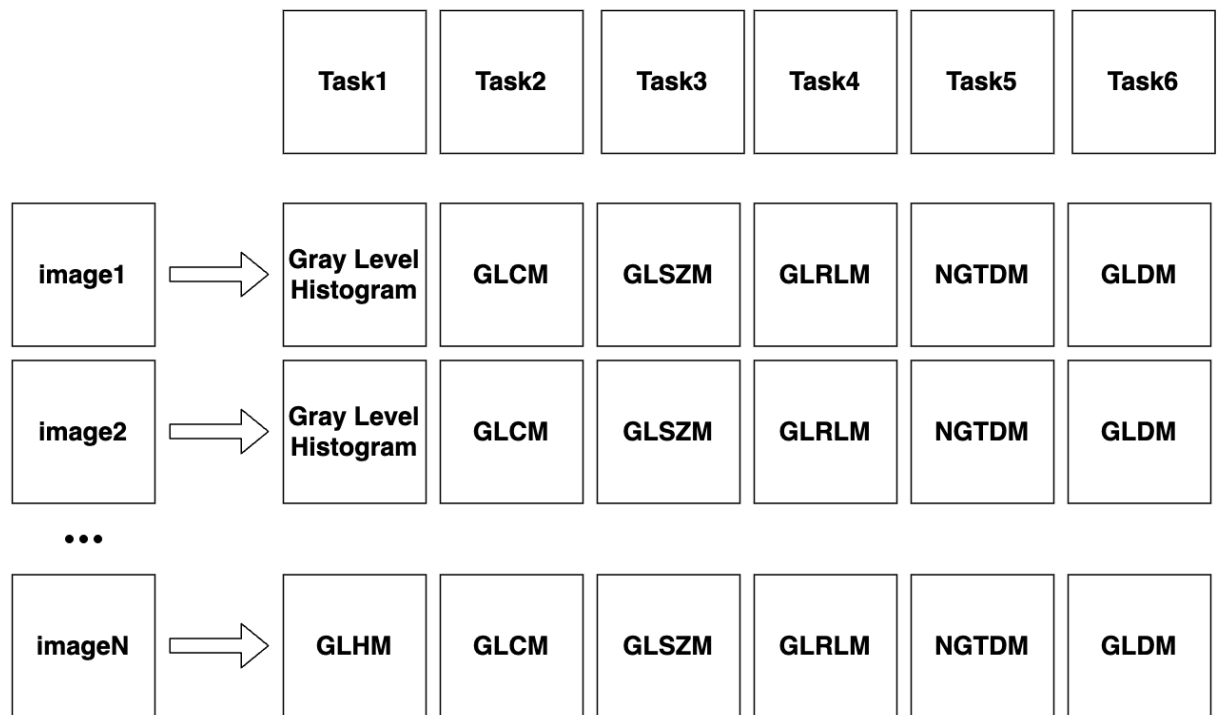 Task1 Task2 Task3 Task4 Task5 Task6
image1 Gray Level Histogram GLCM GLSZM GLRLM NGTDM GLDM
image2 Gray Level Histogram GLCM GLSZM GLRLM NGTDM GLDM
...
imageN GLHM GLCM GLSZM GLRLM NGTDM GLDM